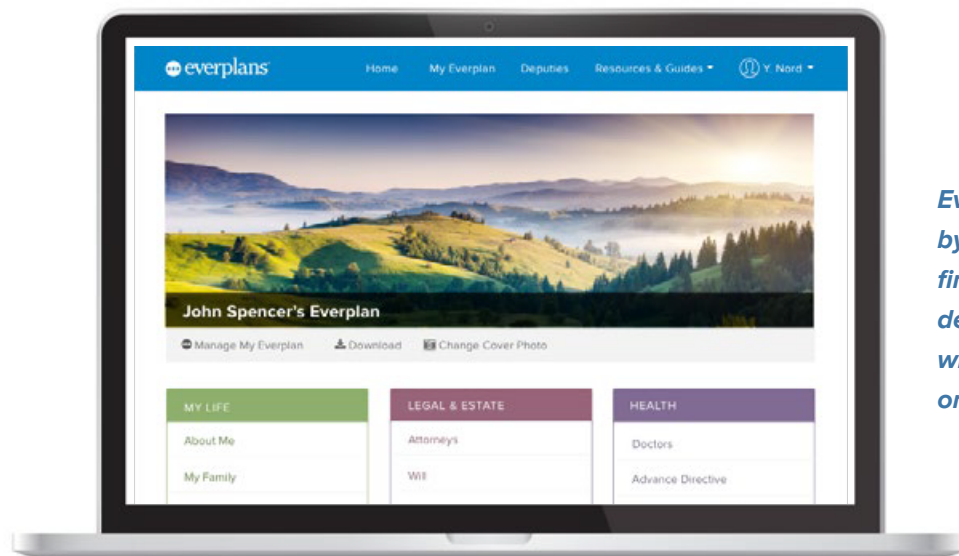 everplans
Home My Everplan Deputies Resources & Guides Y. Nord
John Spencer's Everplan
Manage My Everplan Download Change Cover Photo
MY LIFE LEGAL & ESTATE HEALTH
About Me Attorneys Doctors
My Family Will Advance Directive
by